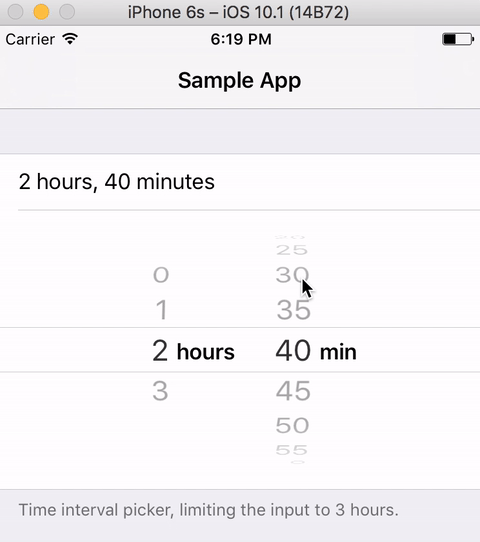 iPhone 6s – iOS 10.1 (14B72)
Carrier 6:19 PM
Sample App
2 hours, 40 minutes
25
0 30
1 35
2 hours 40 min
3 45
50
55
Time interval picker, limiting the input to 3 hours.